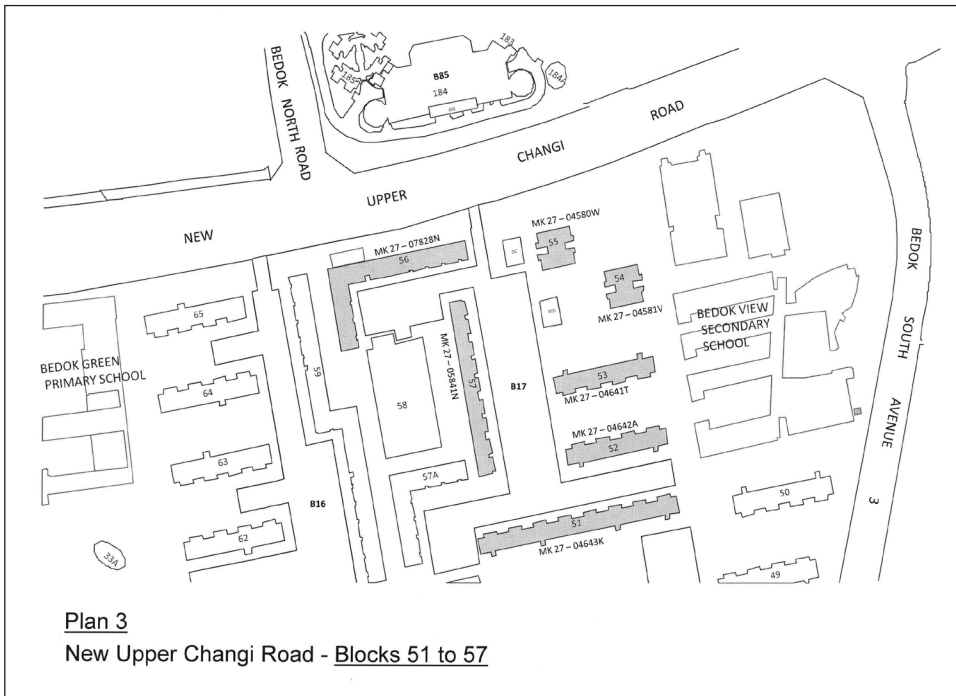 BEDOK NORTH ROAD
183
185
B85
184
184A
NEW UPPER CHANGI ROAD
MK 27 – 07828N
56
MK 27 – 04580W
55
54
MK 27 – 04581V
BEDOK SOUTH AVENUE 3
65
BEDOK GREEN
PRIMARY SCHOOL
64
63
62
33A
59
B16
58
57
MK 27 – 05841N
57A
B17
53
MK 27 – 04641T
MK 27 – 04642A
52
51
MK 27 – 04643K
BEDOK VIEW
SECONDARY
SCHOOL
50
49
Plan 3
New Upper Changi Road - Blocks 51 to 57